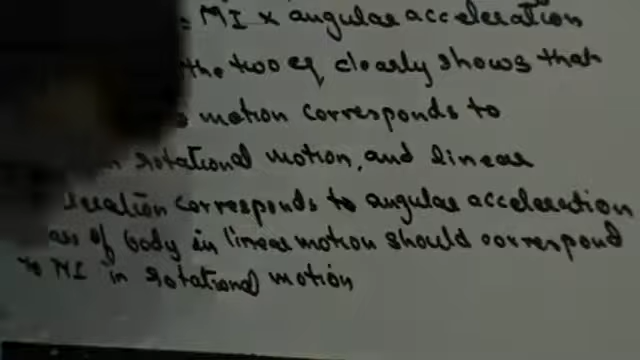 = MI x angular acceleration
the two eq clearly shows that
motion corresponds to
rotational motion, and linear
corresponds to angular acceleration
of body in linear motion should correspond
to MI in rotational motion